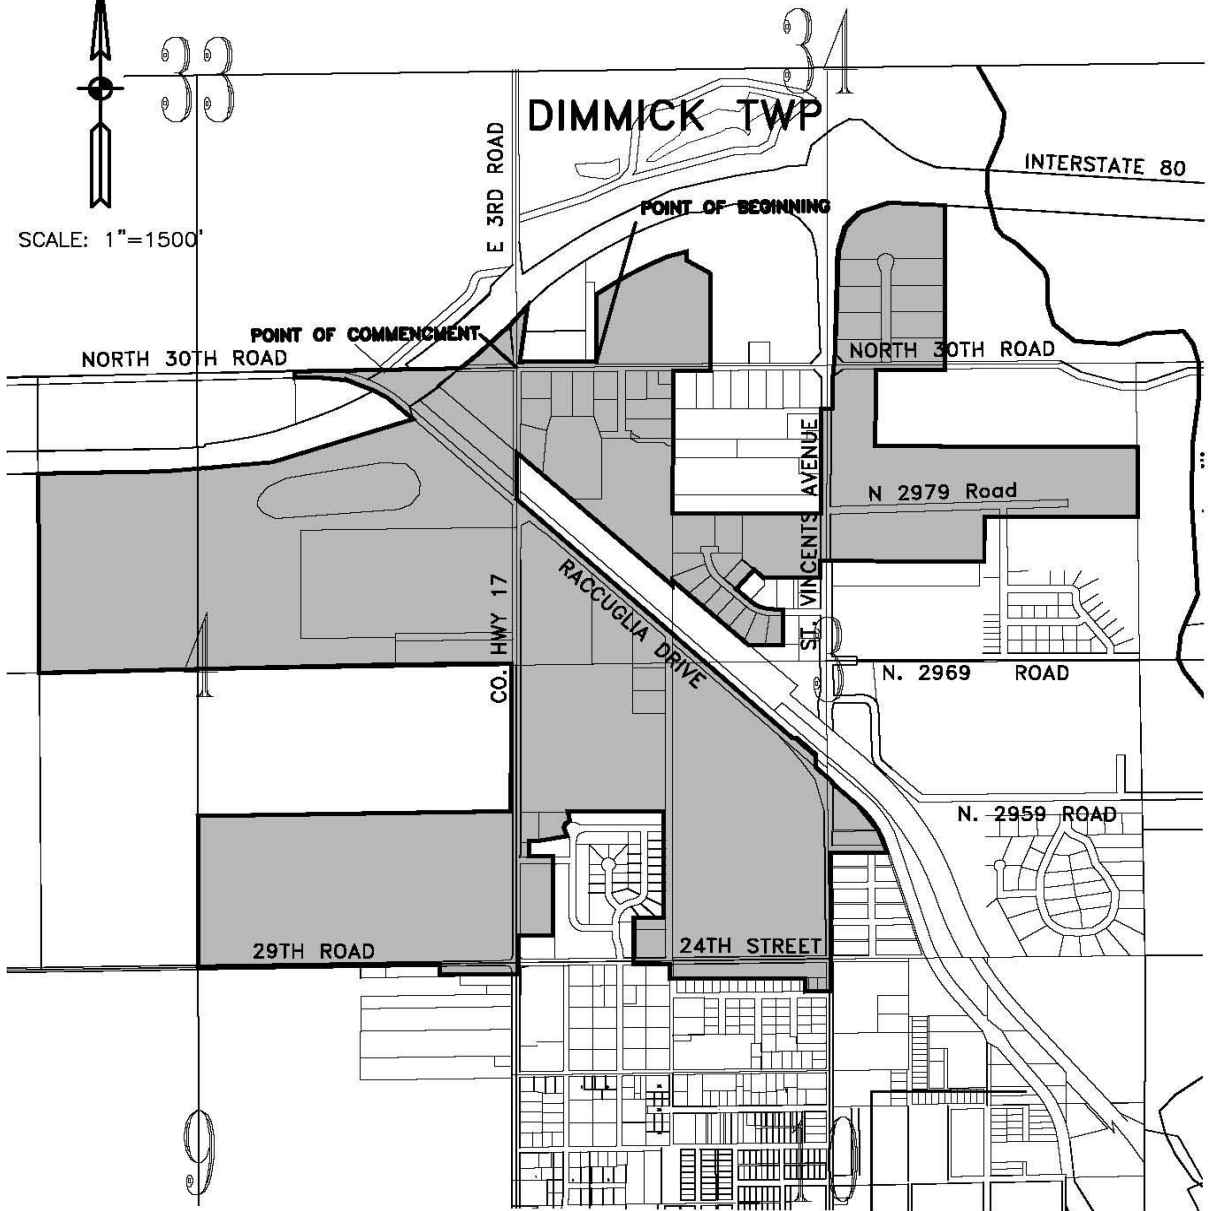 33
34
DIMMICK TWP
E 3RD ROAD
INTERSTATE 80
POINT OF BEGINNING
SCALE: 1"=1500'
POINT OF COMMENCMENT
NORTH 30TH ROAD
NORTH 30TH ROAD
ST. VINCENTS AVENUE
N 2979 Road
RACCUGLIA DRIVE
CO. HWY 17
4
3
N. 2969 ROAD
N. 2959 ROAD
29TH ROAD
24TH STREET
9
10